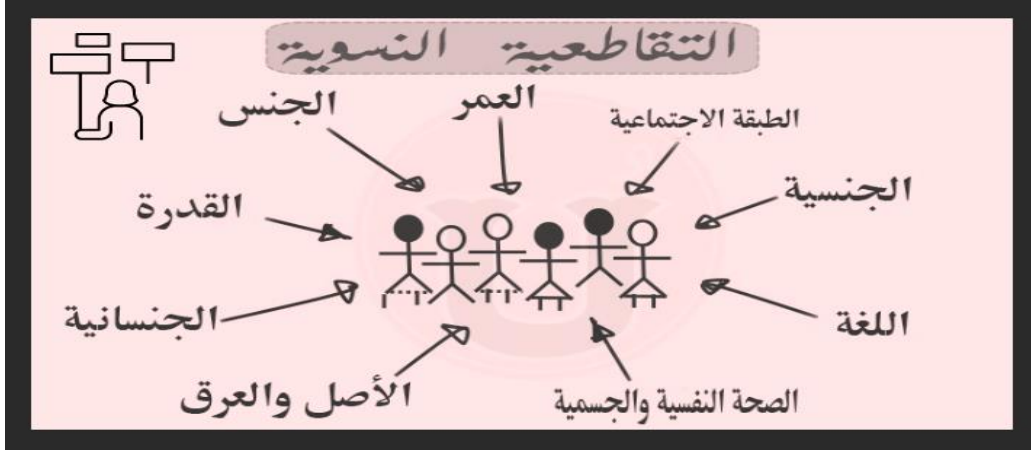 التقاطعية النسوية
الطبقة الاجتماعية
العمر
الجنس
الجنسية
القدرة
اللغة
الجنسانية
الصحة النفسية والجسمية
الأصل والعرق